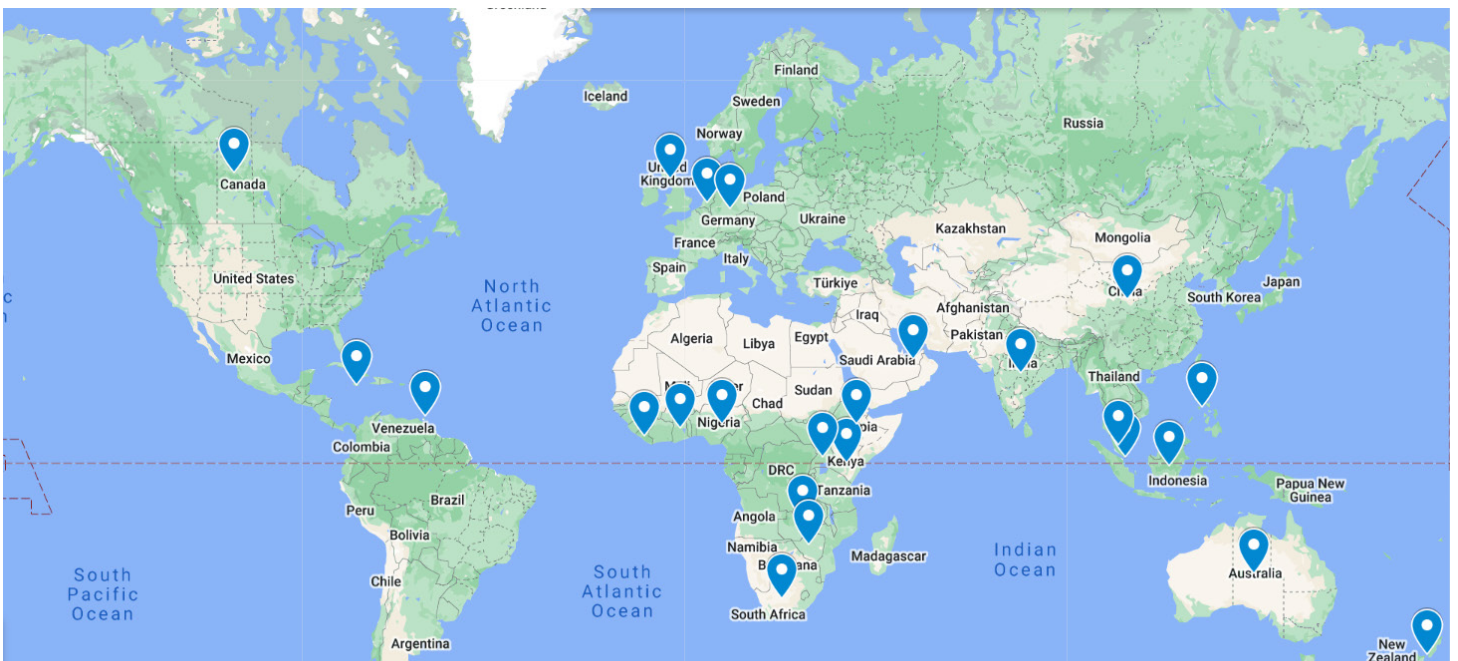 Finland
Iceland
Sweden
Norway
Russia
Canada
Kingdom
Poland
Germany
Ukraine
Kazakhstan
Mongolia
France
Italy
Spain
United States
North
Atlantic
Ocean
Türkiye
Japan
South Korea
Afghanistan
Iraq
Pakistan
Algeria
Libya
Egypt
Saudi Arabia
Mexico
Thailand
Sudan
Chad
Nigeria
Venezuela
Colombia
Kenya
DRC
Tanzania
Indonesia
Papua New
Guinea
Brazil
Peru
Angola
Bolivia
Namibia
Madagascar
Indian
Ocean
South
Pacific
Ocean
South
Atlantic
Ocean
Chile
Australia
South Africa
Argentina
New
Zealand